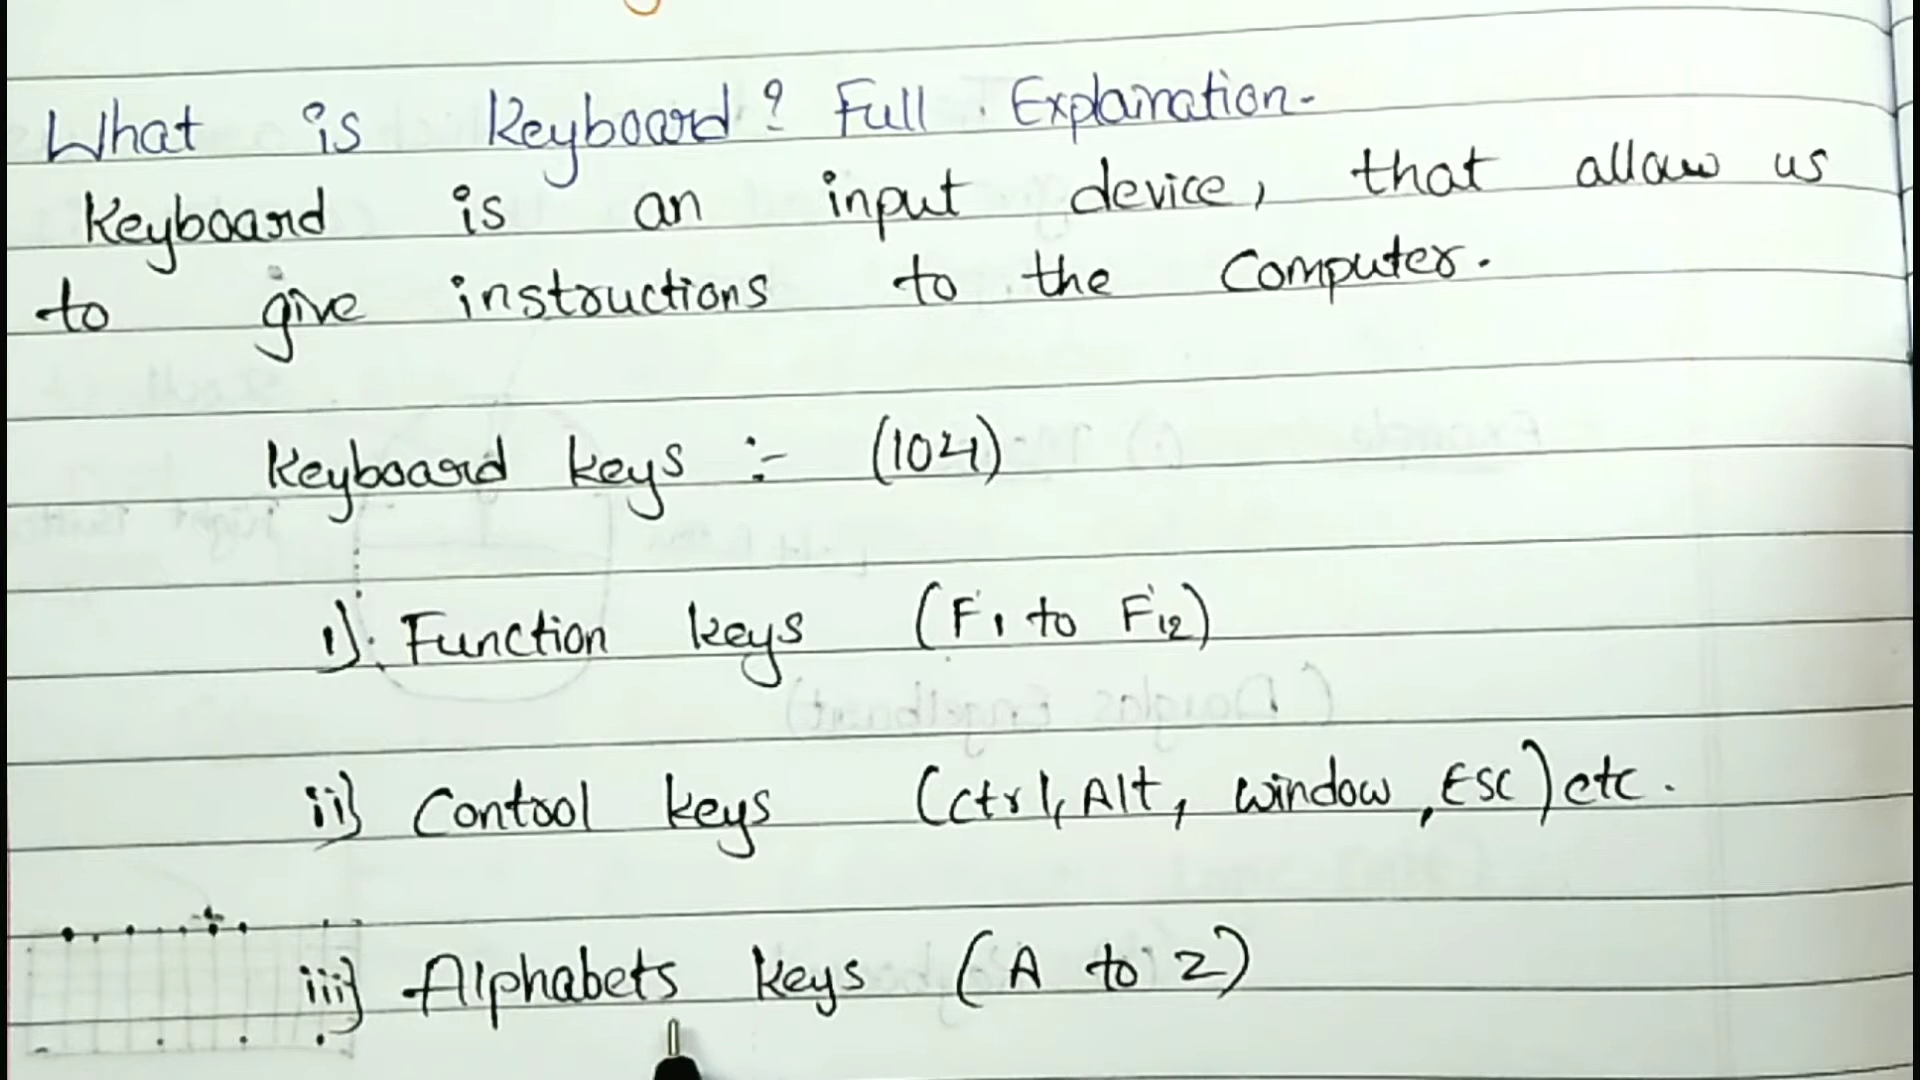 What is Keyboard? Full Explanation.
Keyboard is an input device, that allow us
to give instructions to the Computer.
Keyboard keys :- (104)
i). Function keys (F1 to F12)
ii) Control keys (ctrl, Alt, window, Esc) etc.
iii) Alphabets keys (A to Z)